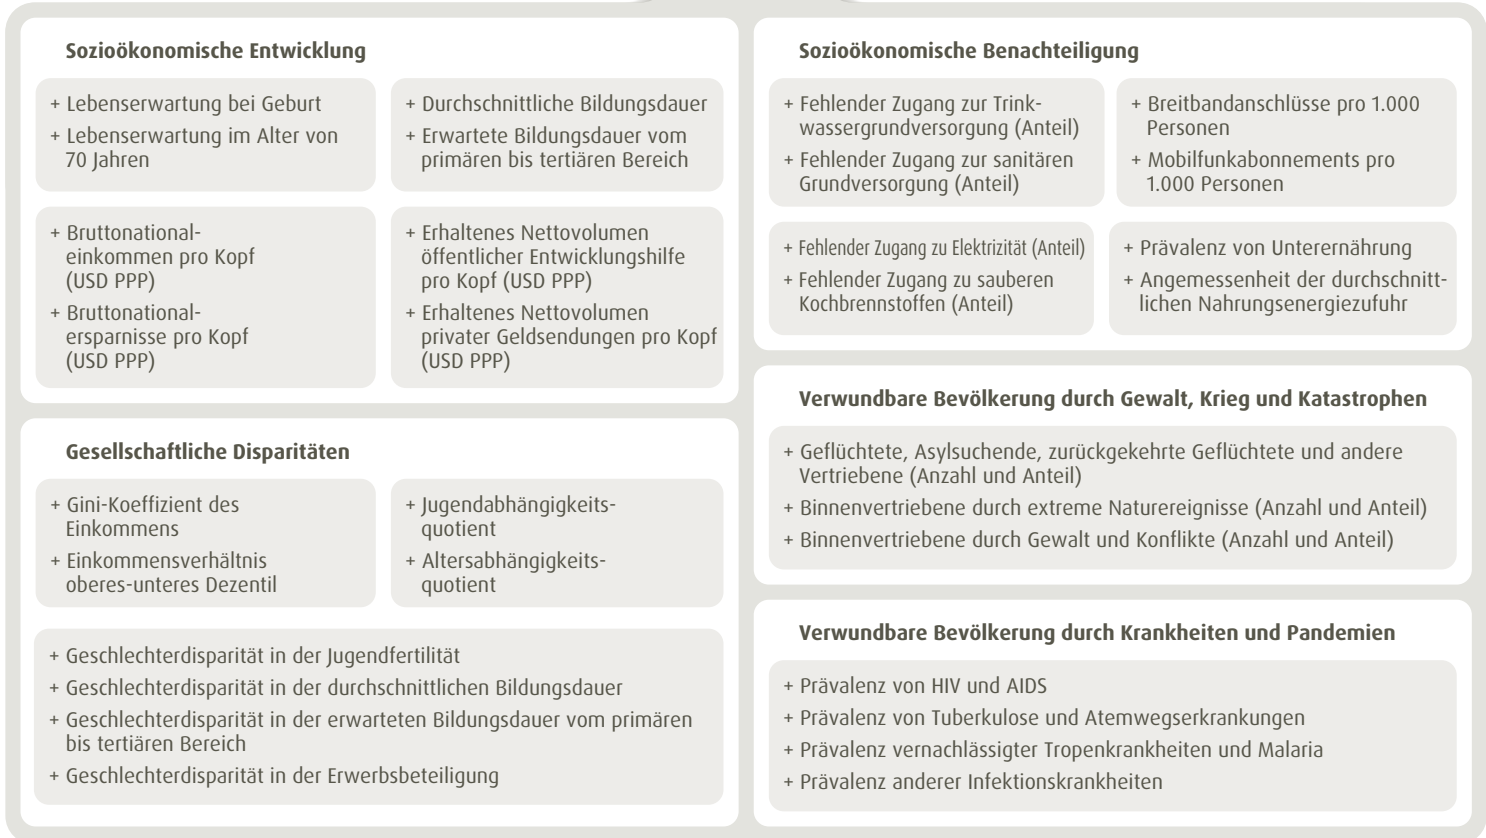 Sozioökonomische Entwicklung
+ Lebenserwartung bei Geburt
+ Lebenserwartung im Alter von
70 Jahren
+ Durchschnittliche Bildungsdauer
+ Erwartete Bildungsdauer vom
primären bis tertiären Bereich
+ Bruttonational-
einkommen pro Kopf
(USD PPP)
+ Bruttonational-
ersparnisse pro Kopf
(USD PPP)
+ Erhaltenes Nettovolumen
öffentlicher Entwicklungshilfe
pro Kopf (USD PPP)
+ Erhaltenes Nettovolumen
privater Geldsendungen pro Kopf
(USD PPP)
Gesellschaftliche Disparitäten
+ Gini-Koeffizient des
Einkommens
+ Einkommensverhältnis
oberes-unteres Dezentil
+ Jugendabhängigkeits-
quotient
+ Altersabhängigkeits-
quotient
+ Geschlechterdisparität in der Jugendfertilität
+ Geschlechterdisparität in der durchschnittlichen Bildungsdauer
+ Geschlechterdisparität in der erwarteten Bildungsdauer vom primären
bis tertiären Bereich
+ Geschlechterdisparität in der Erwerbsbeteiligung
Sozioökonomische Benachteiligung
+ Fehlender Zugang zur Trink-
wassergrundversorgung (Anteil)
+ Fehlender Zugang zur sanitären
Grundversorgung (Anteil)
+ Breitbandanschlüsse pro 1.000
Personen
+ Mobilfunkabonnements pro
1.000 Personen
+ Fehlender Zugang zu Elektrizität (Anteil)
+ Fehlender Zugang zu sauberen
Kochbrennstoffen (Anteil)
+ Prävalenz von Unterernährung
+ Angemessenheit der durchschnitt-
lichen Nahrungsenergiezufuhr
Verwundbare Bevölkerung durch Gewalt, Krieg und Katastrophen
+ Geflüchtete, Asylsuchende, zurückgekehrte Geflüchtete und andere
Vertriebene (Anzahl und Anteil)
+ Binnenvertriebene durch extreme Naturereignisse (Anzahl und Anteil)
+ Binnenvertriebene durch Gewalt und Konflikte (Anzahl und Anteil)
Verwundbare Bevölkerung durch Krankheiten und Pandemien
+ Prävalenz von HIV und AIDS
+ Prävalenz von Tuberkulose und Atemwegserkrankungen
+ Prävalenz vernachlässigter Tropenkrankheiten und Malaria
+ Prävalenz anderer Infektionskrankheiten